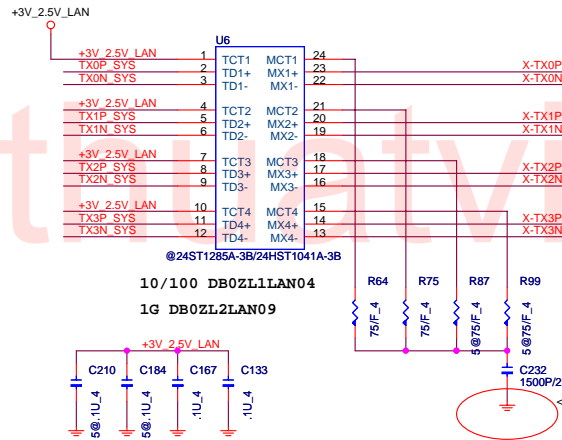 +3V_2.5V_LAN
U6
+3V_2.5V_LAN 1 TCT1 MCT1 24
TX0P_SYS 2 TD1+ MX1+ 23 X-TX0P
TX0N_SYS 3 TD1- MX1- 22 X-TX0N
+3V_2.5V_LAN 4 TCT2 MCT2 21
TX1P_SYS 5 TD2+ MX2+ 20 X-TX1P
TX1N_SYS 6 TD2- MX2- 19 X-TX1N
+3V_2.5V_LAN 7 TCT3 MCT3 18
TX2P_SYS 8 TD3+ MX3+ 17 X-TX2P
TX2N_SYS 9 TD3- MX3- 16 X-TX2N
+3V_2.5V_LAN 10 TCT4 MCT4 15
TX3P_SYS 11 TD4+ MX4+ 14 X-TX3P
TX3N_SYS 12 TD4- MX4- 13 X-TX3N
thuatvi
@24ST1285A-3B/24HST1041A-3B
10/100 DB0ZL1LAN04
1G DB0ZL2LAN09
R64 R75 R87 R99
75/F_4 75/F_4 5@75/F_4 5@75/F_4
+3V_2.5V_LAN
C210 C184 C167 C133
5@.1U_4 5@.1U_4 .1U_4 .1U_4
C232
1500P/2